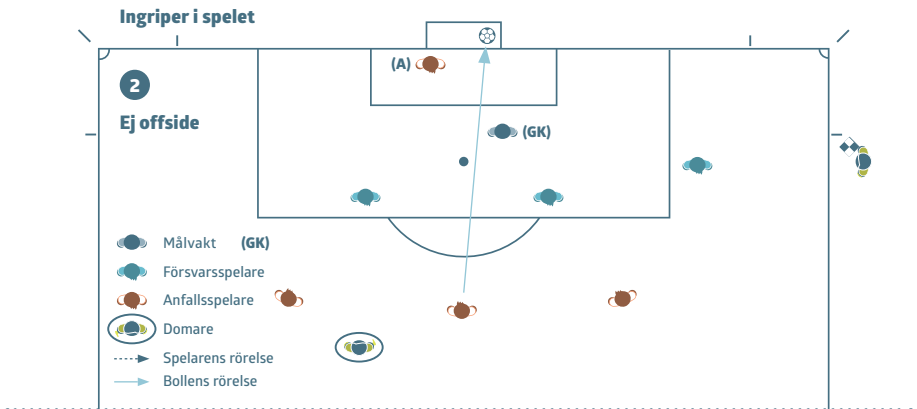 Ingriper i spelet
(A)
2
Ej offside
(GK)
Målvakt (GK)
Försvarsspelare
Anfallsspelare
Domare
Spelarens rörelse
Bollens rörelse